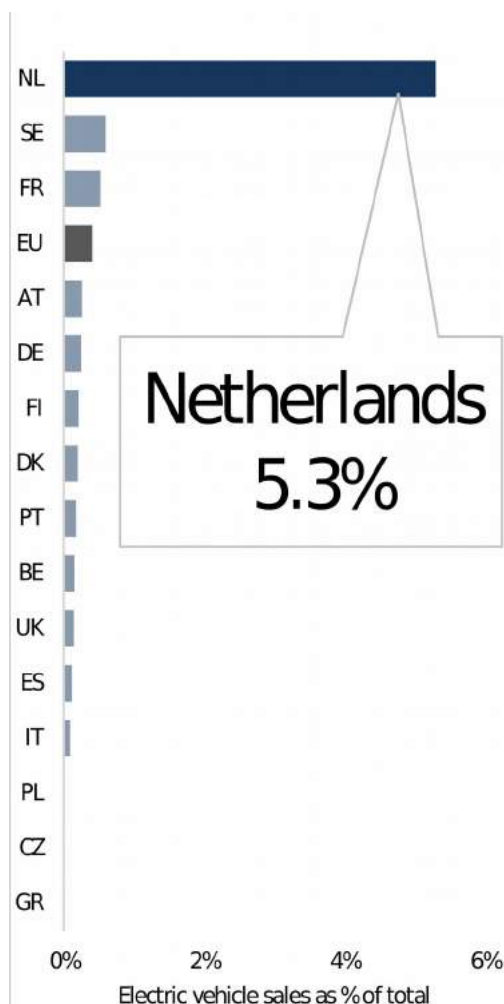 NL
SE
FR
EU
AT
DE
FI
DK
PT
BE
UK
ES
IT
PL
CZ
GR
Netherlands
5.3%
0% 2% 4% 6%
Electric vehicle sales as % of total